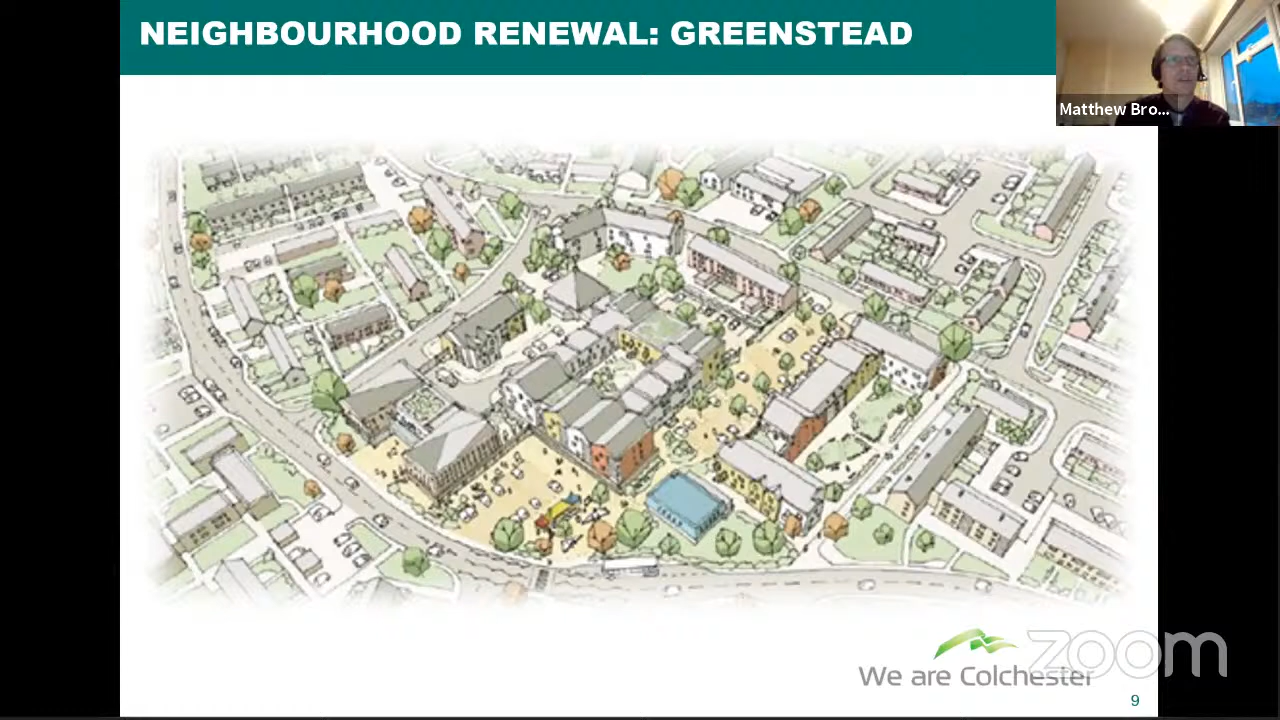 NEIGHBOURHOOD RENEWAL: GREENSTEAD
Matthew Bro...
We are Colchester
zoom
9